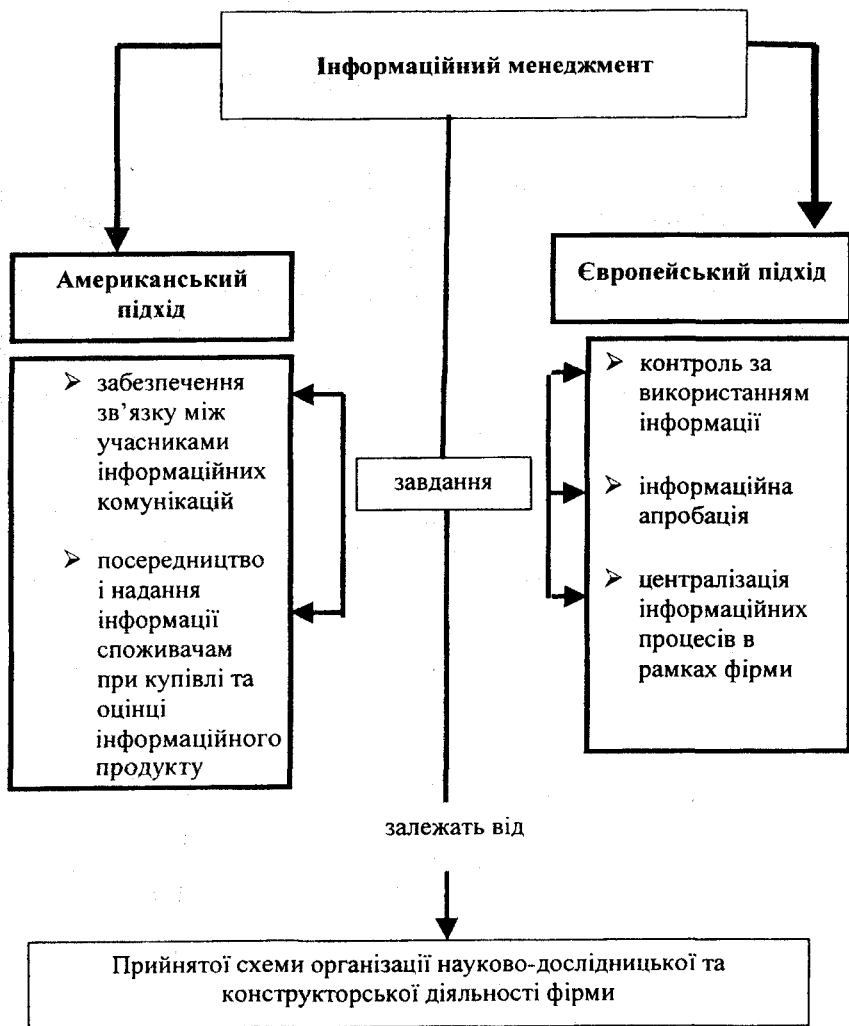 Інформаційний менеджмент
Американський
підхід
Європейський підхід
➢ забезпечення
зв’язку між
учасниками
інформаційних
комунікацій
➢ посередництво
і надання
інформації
споживачам
при купівлі та
оцінці
інформаційного
продукту
завдання
➢ контроль за
використанням
інформації
➢ інформаційна
апробація
➢ централізація
інформаційних
процесів в
рамках фірми
залежать від
Прийнятої схеми організації науково-дослідницької та
конструкторської діяльності фірми